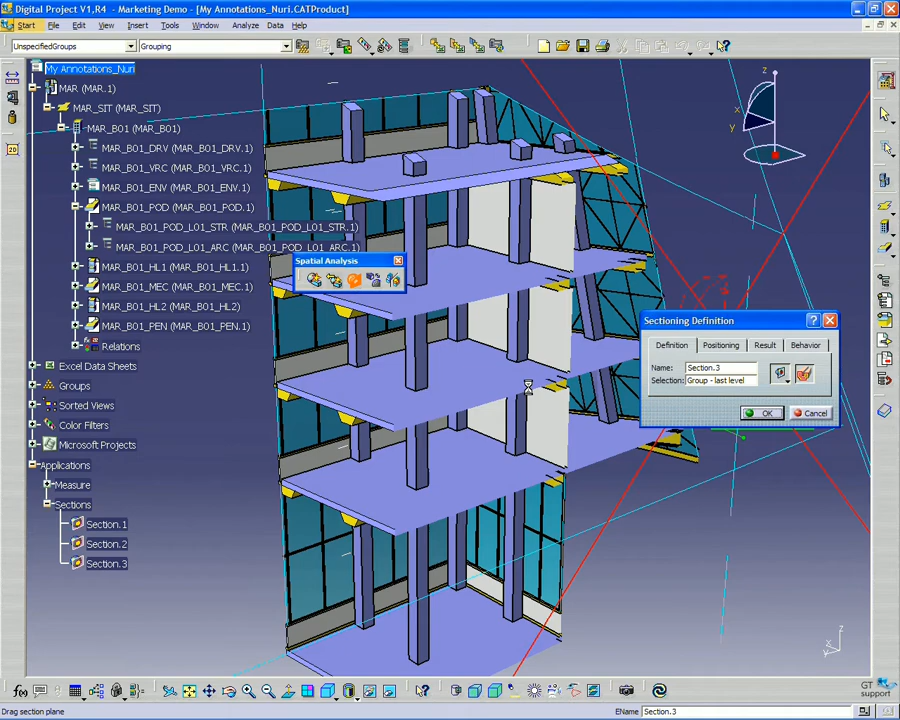 Digital Project V1,R4 - Marketing Demo - [My Annotations_Nuri.CATProduct]
Start File Edit View Insert Tools Window Analyze Data Help
UnspecifiedGroups Grouping
My Annotations_Nuri
MAR (MAR.1)
MAR_SIT (MAR_SIT)
MAR_B01 (MAR_B01)
MAR_B01_DRV (MAR_B01_DRV.1)
MAR_B01_VRC (MAR_B01_VRC.1)
MAR_B01_ENV (MAR_B01_ENV.1)
MAR_B01_POD (MAR_B01_POD.1)
MAR_B01_POD_L01_STR (MAR_B01_POD_L01_STR.1)
MAR_B01_POD_L01_ARC (MAR_B01_POD_L01_ARC.1)
MAR_B01_HL1 (MAR_B01_HL1.1)
MAR_B01_MEC (MAR_B01_MEC.1)
MAR_B01_HL2 (MAR_B01_HL2)
MAR_B01_PEN (MAR_B01_PEN.1)
Relations
Excel Data Sheets
Groups
Sorted Views
Color Filters
Microsoft Projects
Applications
Measure
Sections
Section.1
Section.2
Section.3
Spatial Analysis
z
x
y
Sectioning Definition
Definition Positioning Result Behavior
Name: Section.3
Selection: Group - last level
OK Cancel
z
x
y
f(x)
GT
support
Drag section plane
EName Section.3